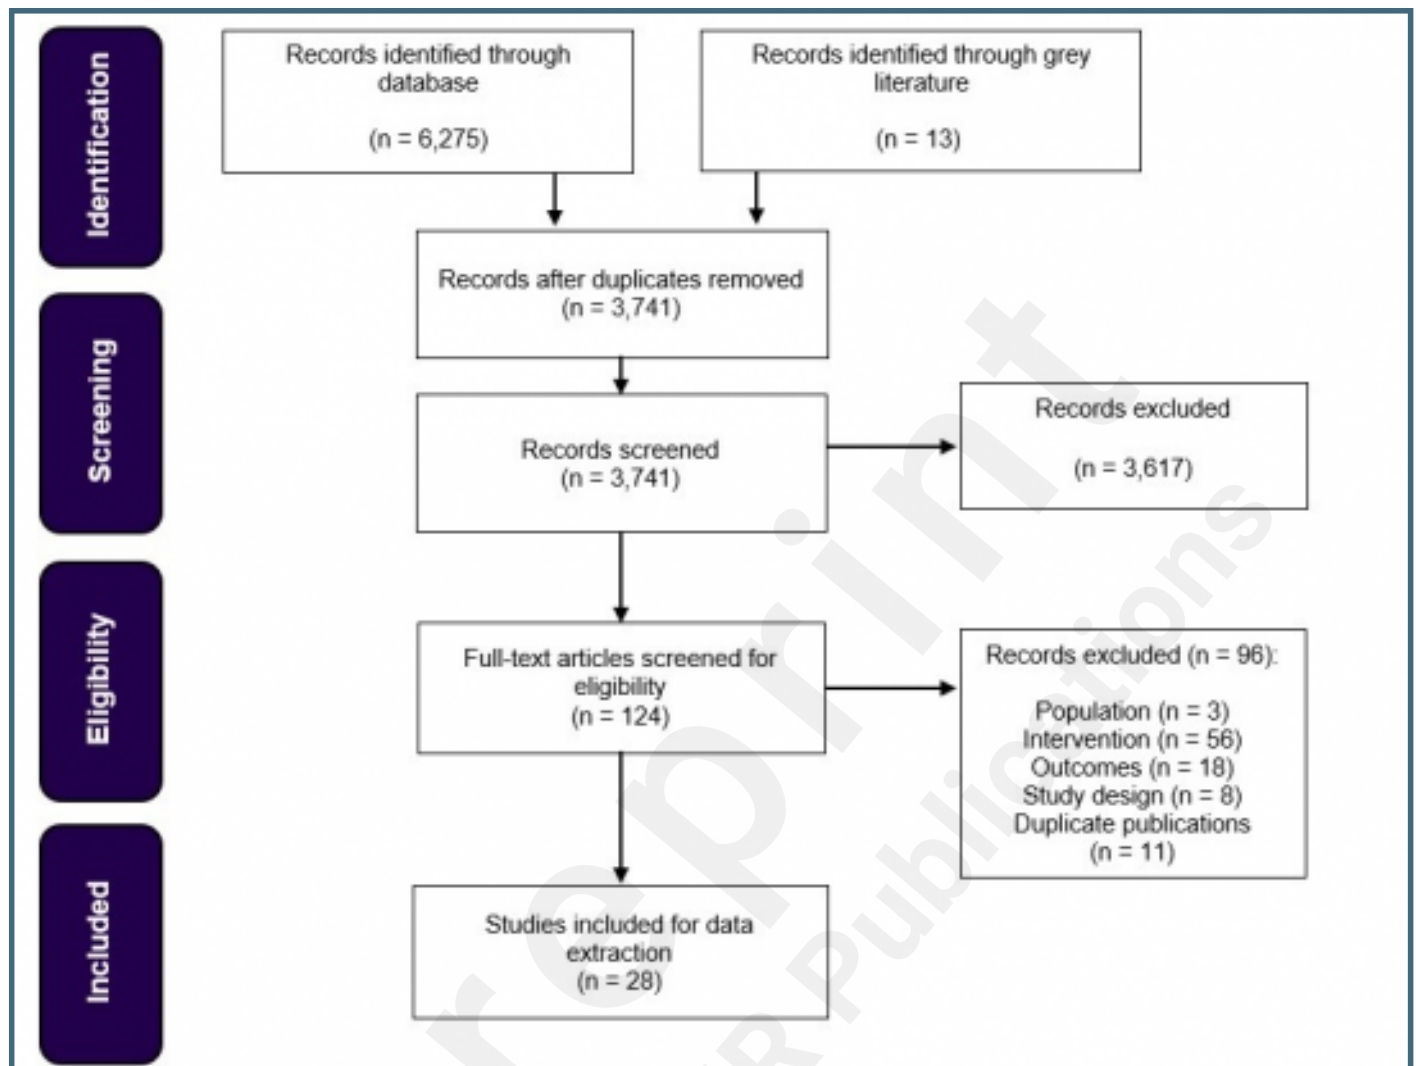 Identification
Records identified through
database
(n = 6,275)
Records identified through grey
literature
(n = 13)
Records after duplicates removed
(n = 3,741)
Screening
Records screened
(n = 3,741)
Records excluded
(n = 3,617)
Eligibility
Full-text articles screened for
eligibility
(n = 124)
Records excluded (n = 96):
Population (n = 3)
Intervention (n = 56)
Outcomes (n = 18)
Study design (n = 8)
Duplicate publications
(n = 11)
Included
Studies included for data
extraction
(n = 28)
reprint
R Publications